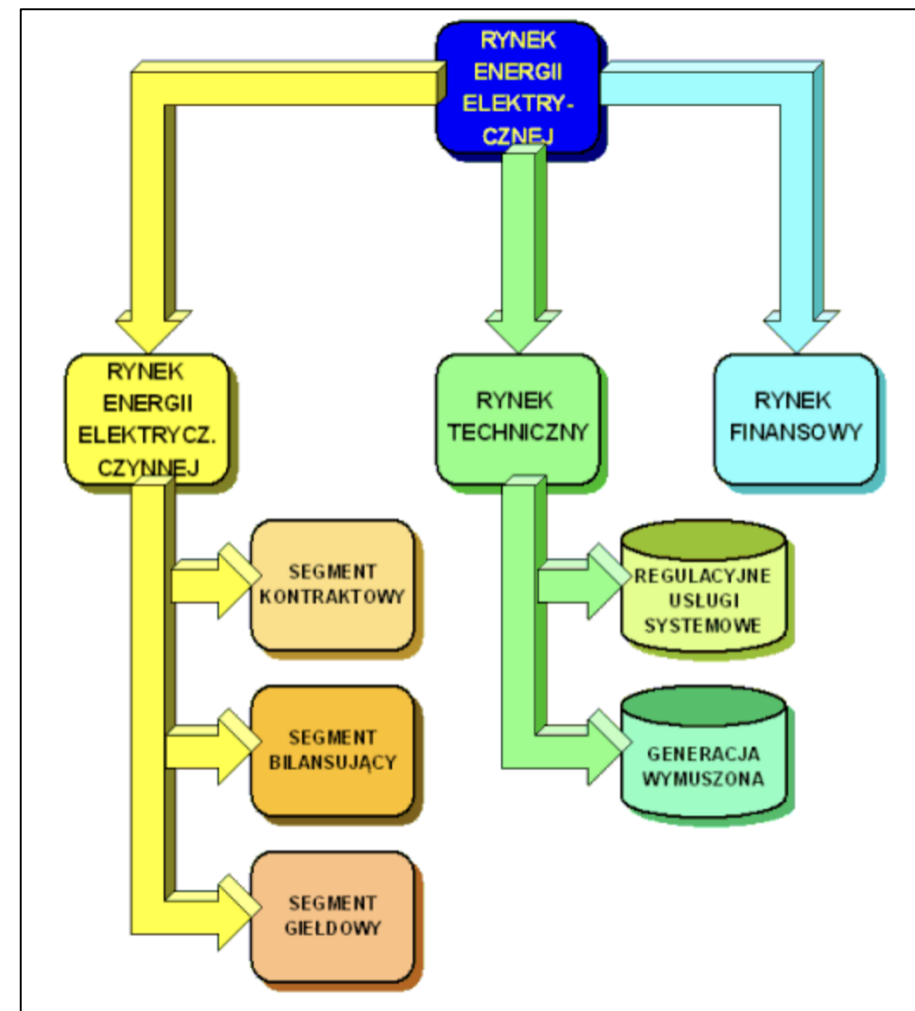 RYNEK
ENERGII
ELEKTRY-
CZNEJ
RYNEK
ENERGII
ELEKTRYCZ.
CZYNNEJ
RYNEK
TECHNICZNY
RYNEK
FINANSOWY
SEGMENT
KONTRAKTOWY
REGULACYJNE
USŁUGI
SYSTEMOWE
SEGMENT
BILANSUJĄCY
GENERACJA
WYMUSZONA
SEGMENT
GIEŁDOWY